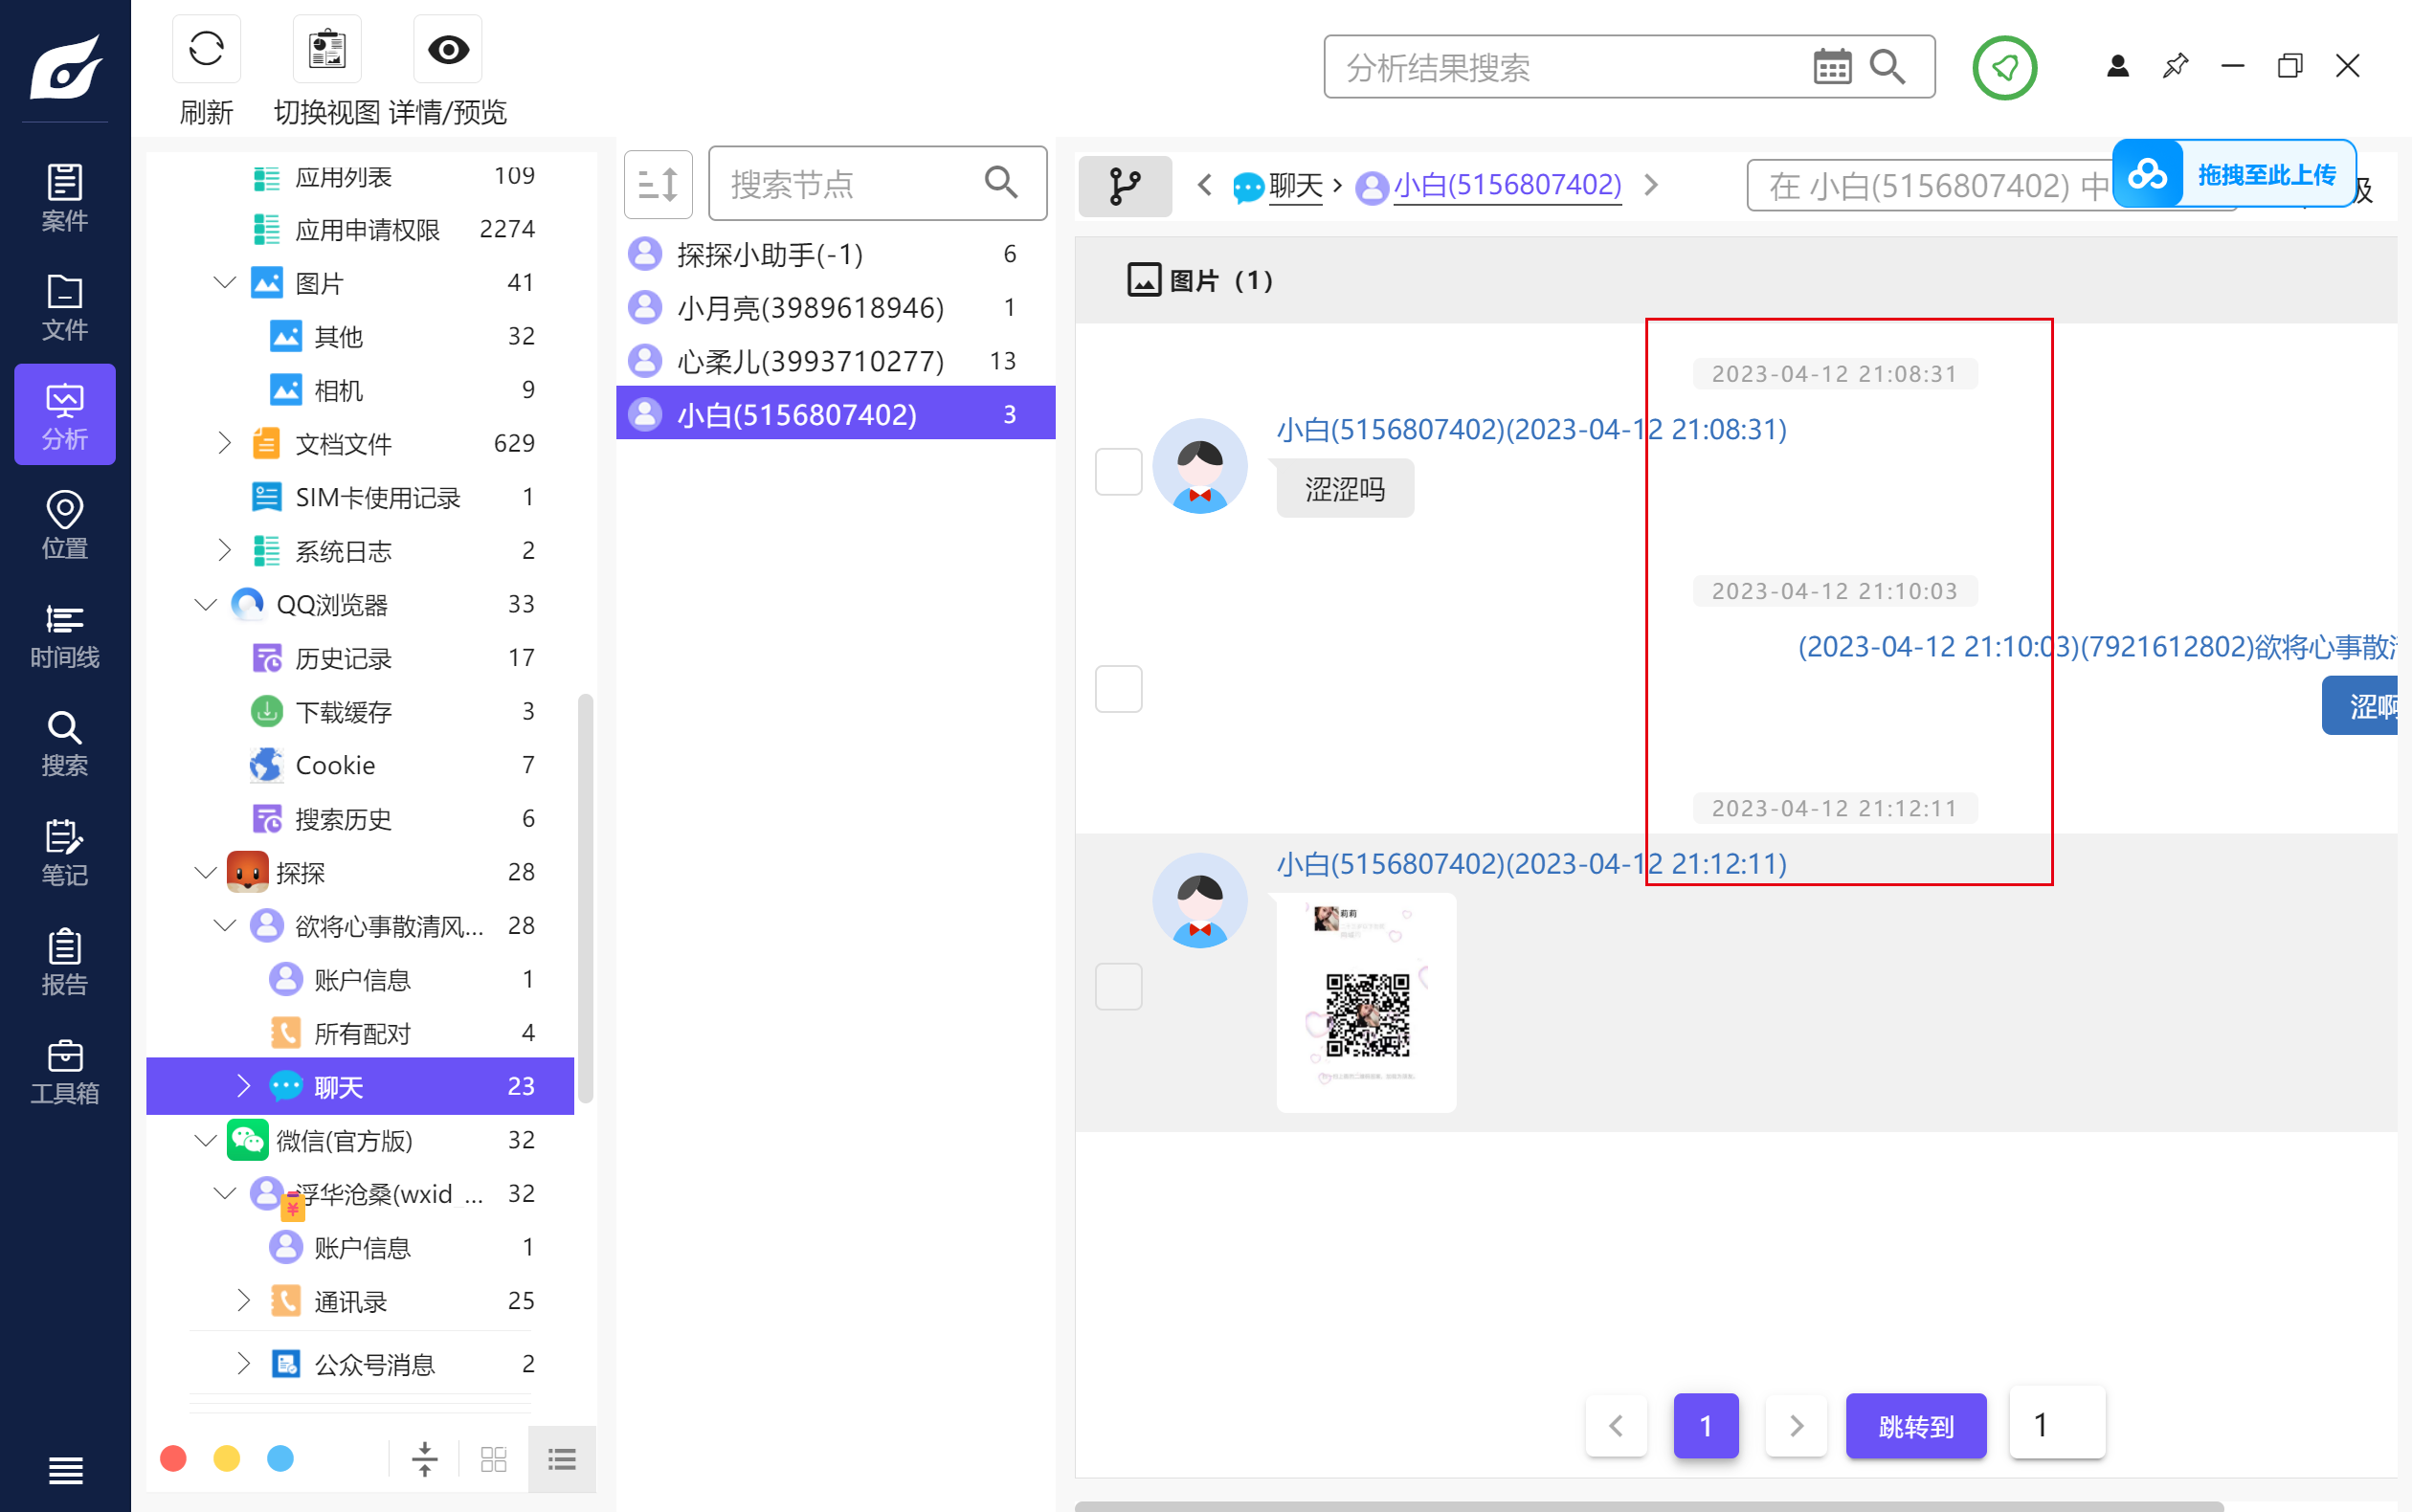 刷新
切换视图
详情/预览
分析结果搜索
案件
文件
分析
位置
时间线
搜索
笔记
报告
工具箱
应用列表 109
应用申请权限 2274
图片 41
其他 32
相机 9
文档文件 629
SIM卡使用记录 1
系统日志 2
QQ浏览器 33
历史记录 17
下载缓存 3
Cookie 7
搜索历史 6
探探 28
欲将心事散清风... 28
账户信息 1
所有配对 4
聊天 23
微信(官方版) 32
浮华沧桑(wxid_... 32
账户信息 1
通讯录 25
公众号消息 2
搜索节点
探探小助手(-1) 6
小月亮(3989618946) 1
心柔儿(3993710277) 13
小白(5156807402) 3
聊天 › 小白(5156807402)
在 小白(5156807402) 中
拖拽至此上传
级
图片（1）
2023-04-12 21:08:31
小白(5156807402)(2023-04-12 21:08:31)
涩涩吗
2023-04-12 21:10:03
(2023-04-12 21:10:03)(7921612802)欲将心事散
涩啊
2023-04-12 21:12:11
小白(5156807402)(2023-04-12 21:12:11)
莉莉
1
跳转到
1